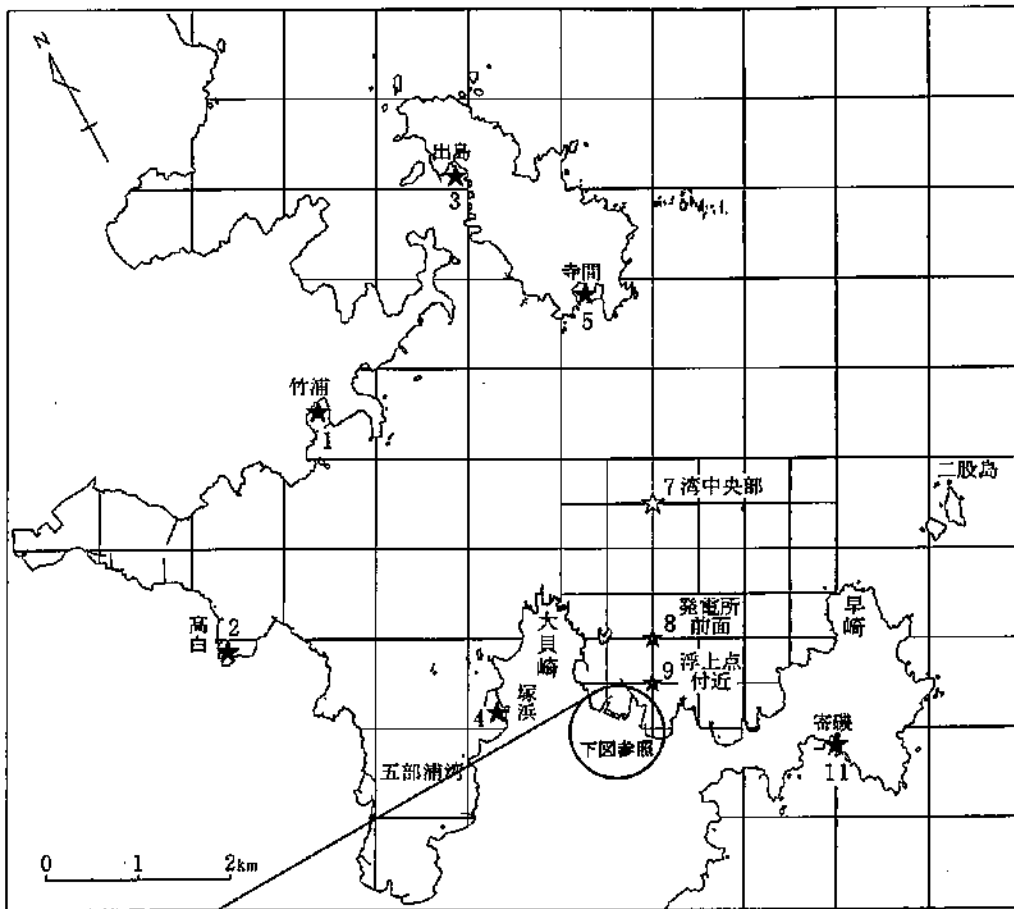 N
出島
3
寺間
5
竹浦
1
7 湾中央部
二股島
高白
2
大貝崎
発電所
8 前面
早崎
9 浮上点
付近
塚浜
4
寄磯
11
下図参照
五部浦湾
0 1 2km